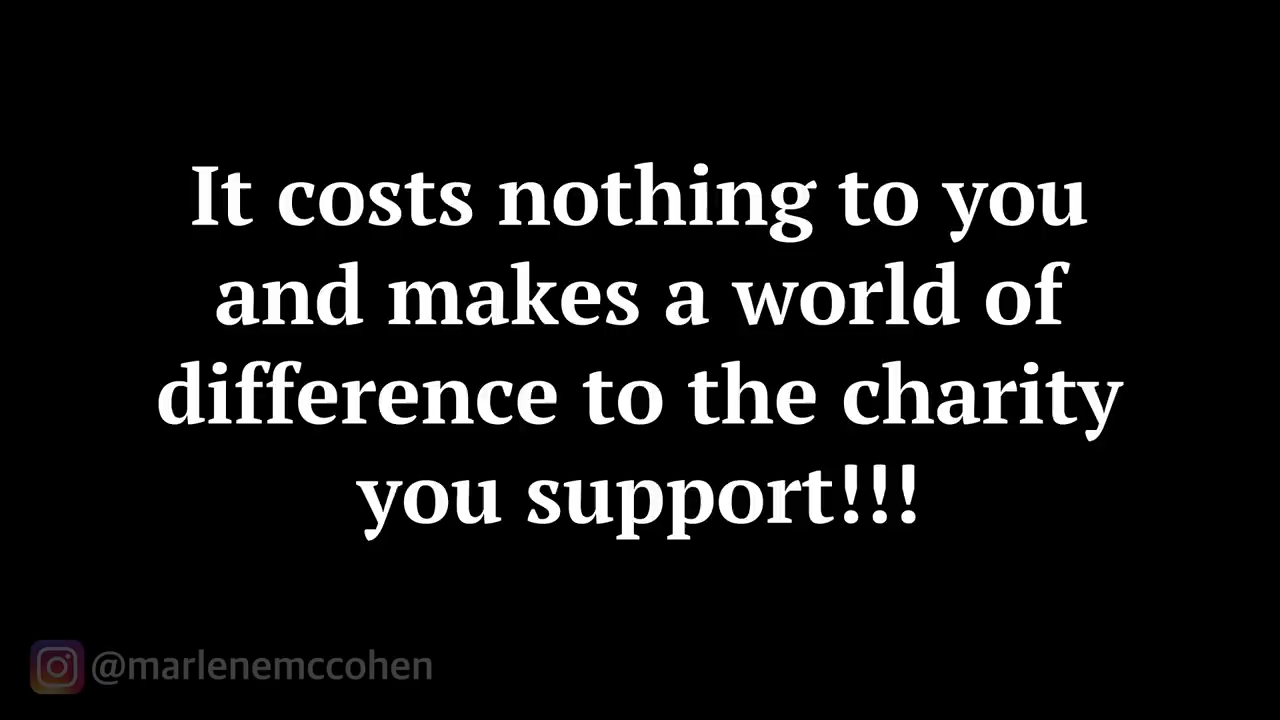 It costs nothing to you
and makes a world of
difference to the charity
you support!!!
@marlenemccohen